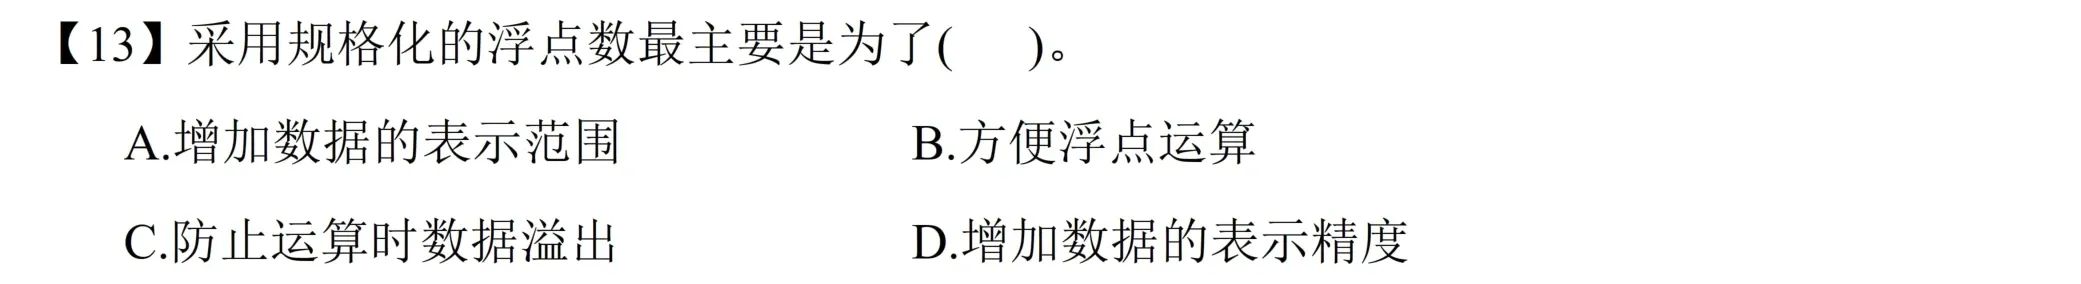 【13】采用规格化的浮点数最主要是为了(　　)。
A.增加数据的表示范围　　B.方便浮点运算
C.防止运算时数据溢出　　D.增加数据的表示精度